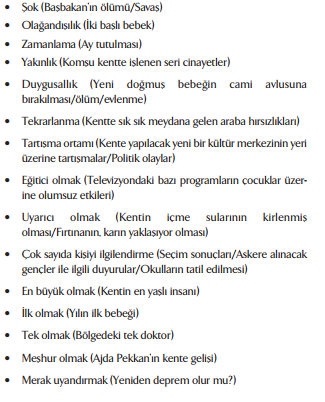 • Şok (Başbakan'ın ölümü/Savaş)
• Olağandışılık (İki başlı bebek)
• Zamanlama (Ay tutulması)
• Yakınlık (Komşu kentte işlenen seri cinayetler)
• Duygusallık (Yeni doğmuş bebeğin cami avlusuna
bırakılması/ölüm/evlenme)
• Tekrarlanma (Kentte sık sık meydana gelen araba hırsızlıkları)
• Tartışma ortamı (Kente yapılacak yeni bir kültür merkezinin yeri
üzerine tartışmalar/Politik olaylar)
• Eğitici olmak (Televizyondaki bazı programların çocuklar üzer-
ine olumsuz etkileri)
• Uyarıcı olmak (Kentin içme sularının kirlenmiş
olması/Fırtınanın, karın yaklaşıyor olması)
• Çok sayıda kişiyi ilgilendirme (Seçim sonuçları/Askere alınacak
gençler ile ilgili duyurular/Okulların tatil edilmesi)
• En büyük olmak (Kentin en yaşlı insanı)
• İlk olmak (Yılın ilk bebeği)
• Tek olmak (Bölgedeki tek doktor)
• Meşhur olmak (Ajda Pekkan'ın kente gelişi)
• Merak uyandırmak (Yeniden deprem olur mu?)